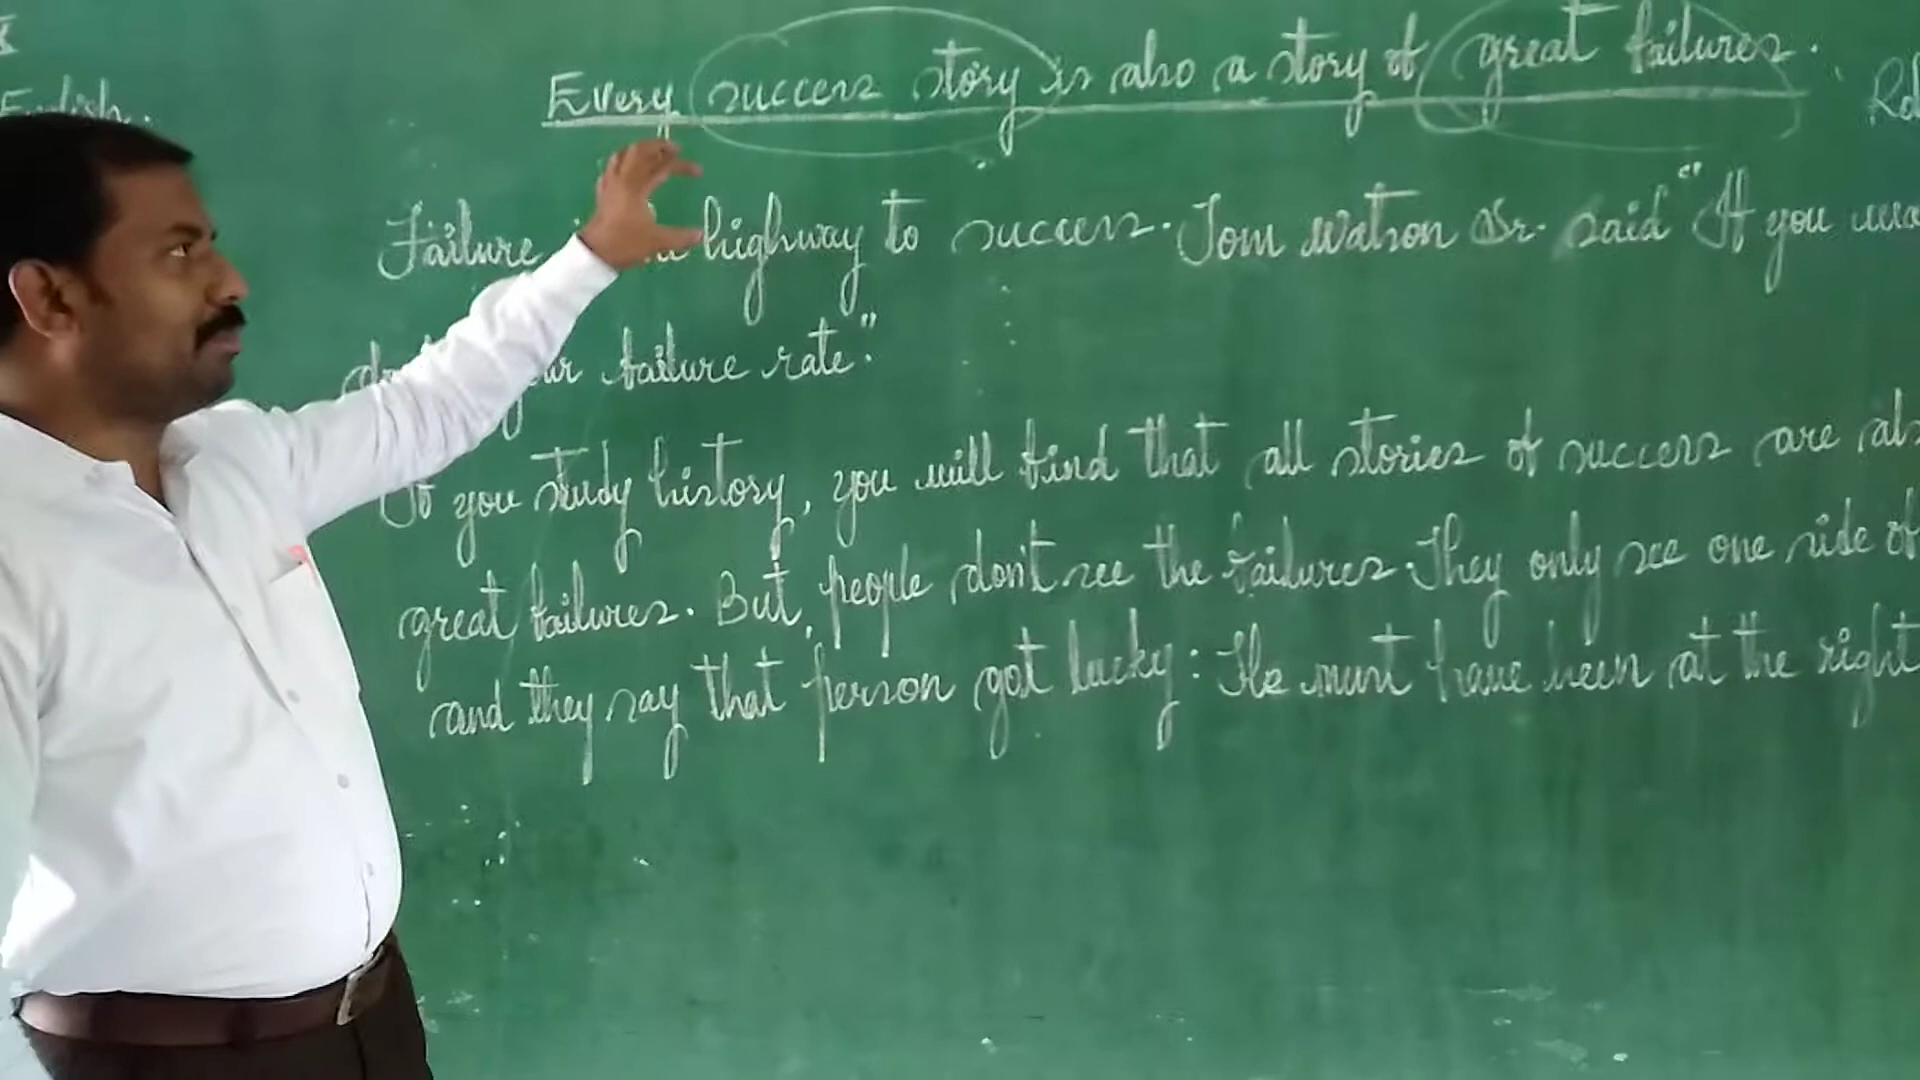 English.
Every success story is also a story of great failures.
Failure highway to success. Tom Watson Sr. said "If you
your failure rate."
If you study history, you will find that all stories of success are
great failures. But, people don't see the failures. They only see one side of
and they say that person got lucky: He must have been at the right